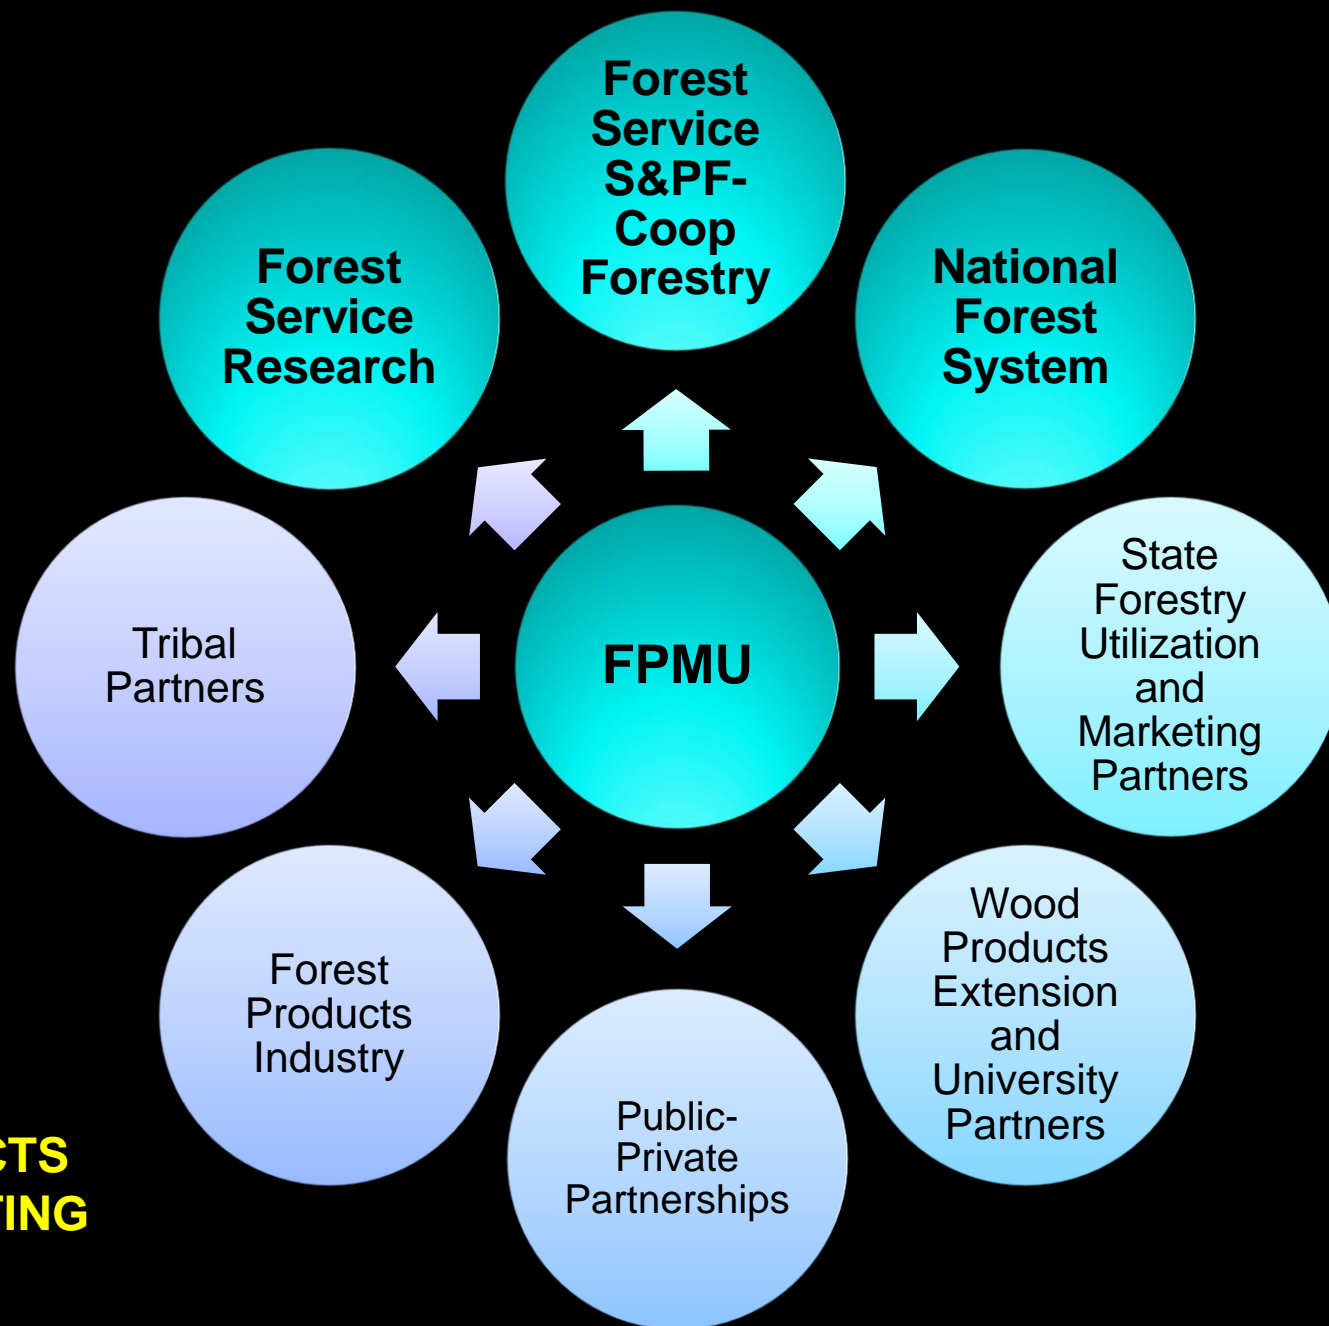 Forest
Service
S&PF-
Coop
Forestry
Forest
Service
Research
National
Forest
System
State
Forestry
Utilization
and
Marketing
Partners
Tribal
Partners
FPMU
Wood
Products
Extension
and
University
Partners
Forest
Products
Industry
Public-
Private
Partnerships
CTS
TING